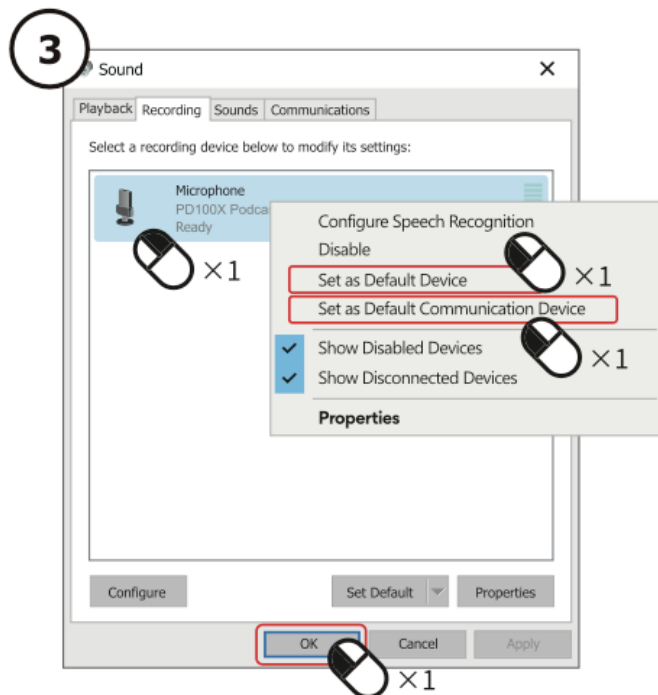 3
Sound
Playback Recording Sounds Communications
Select a recording device below to modify its settings:
Microphone
PD100X Podca
Ready
×1
Configure Speech Recognition
Disable
Set as Default Device
×1
Set as Default Communication Device
×1
Show Disabled Devices
Show Disconnected Devices
Properties
Configure
Set Default
Properties
OK
Cancel
Apply
×1